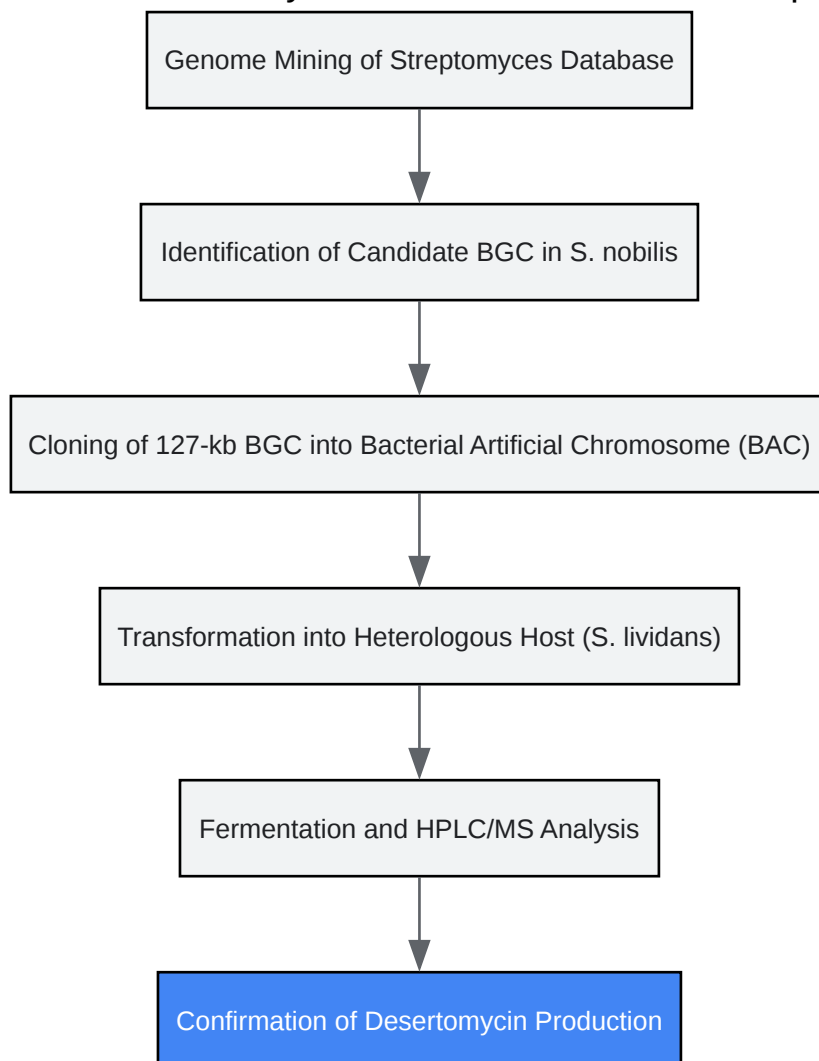 Genome Mining of Streptomyces Database
Identification of Candidate BGC in S. nobilis
Cloning of 127-kb BGC into Bacterial Artificial Chromosome (BAC)
Transformation into Heterologous Host (S. lividans)
Fermentation and HPLC/MS Analysis
Confirmation of Desertomycin Production